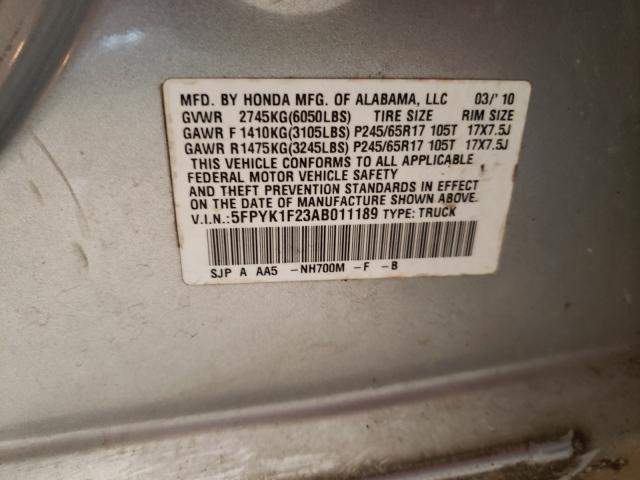 MFD. BY HONDA MFG. OF ALABAMA, LLC 03/'10
GVWR 2745KG(6050LBS) TIRE SIZE RIM SIZE
GAWR F 1410KG(3105LBS) P245/65R17 105T 17X7.5J
GAWR R1475KG(3245LBS) P245/65R17 105T 17X7.5J
THIS VEHICLE CONFORMS TO ALL APPLICABLE
FEDERAL MOTOR VEHICLE SAFETY
AND THEFT PREVENTION STANDARDS IN EFFECT
ON THE DATE OF MANUFACTURE SHOWN ABOVE.
V.I.N.:5FPYK1F23AB011189 TYPE: TRUCK
SJP A AA5 -NH700M -F -B